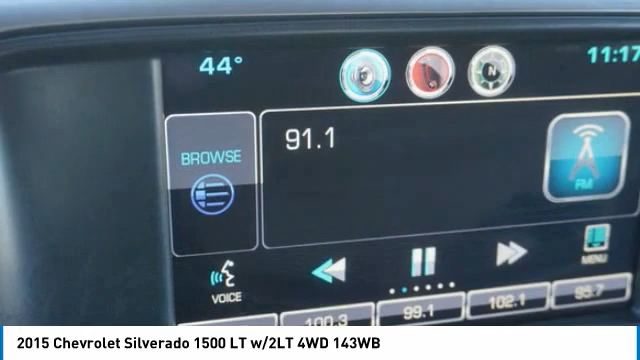 44° N 11:17
BROWSE
91.1
FM
VOICE
MENU
100.3 99.1 102.1 95.7
2015 Chevrolet Silverado 1500 LT w/2LT 4WD 143WB